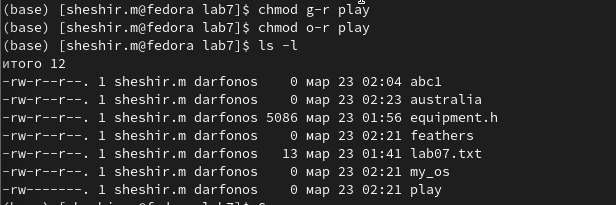 (base) [sheshir.m@fedora lab7]$ chmod g-r play
(base) [sheshir.m@fedora lab7]$ chmod o-r play
(base) [sheshir.m@fedora lab7]$ ls -l
итого 12
-rw-r--r--. 1 sheshir.m darfonos    0 мар 23 02:04 abc1
-rw-r--r--. 1 sheshir.m darfonos    0 мар 23 02:23 australia
-rw-r--r--. 1 sheshir.m darfonos 5086 мар 23 01:56 equipment.h
-rw-r--r--. 1 sheshir.m darfonos    0 мар 23 02:21 feathers
-rw-r--r--. 1 sheshir.m darfonos   13 мар 23 01:41 lab07.txt
-rw-r--r--. 1 sheshir.m darfonos    0 мар 23 02:21 my_os
-rw-------. 1 sheshir.m darfonos    0 мар 23 02:21 play
(base) [sheshir.m@fedora lab7]$